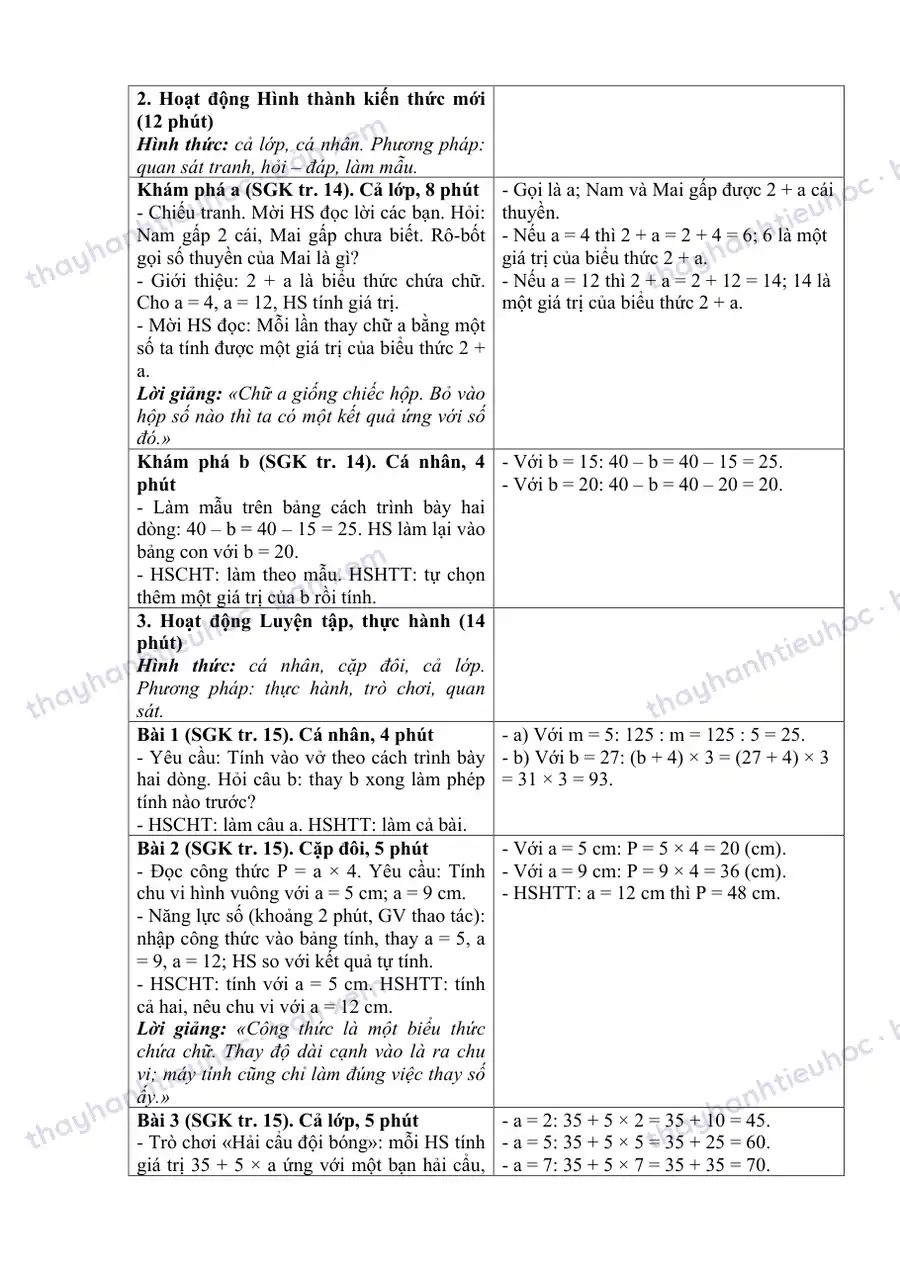 2. Hoạt động Hình thành kiến thức mới
(12 phút)
Hình thức: cả lớp, cá nhân. Phương pháp:
quan sát tranh, hỏi – đáp, làm mẫu.
Khám phá a (SGK tr. 14). Cả lớp, 8 phút
- Chiếu tranh. Mời HS đọc lời các bạn. Hỏi:
Nam gấp 2 cái, Mai gấp chưa biết. Rô-bốt
gọi số thuyền của Mai là gì?
- Giới thiệu: 2 + a là biểu thức chứa chữ.
Cho a = 4, a = 12, HS tính giá trị.
- Mời HS đọc: Mỗi lần thay chữ a bằng một
số ta tính được một giá trị của biểu thức 2 +
a.
Lời giảng: «Chữ a giống chiếc hộp. Bỏ vào
hộp số nào thì ta có một kết quả ứng với số
đó.»
- Gọi là a; Nam và Mai gấp được 2 + a cái
thuyền.
- Nếu a = 4 thì 2 + a = 2 + 4 = 6; 6 là một
giá trị của biểu thức 2 + a.
- Nếu a = 12 thì 2 + a = 2 + 12 = 14; 14 là
một giá trị của biểu thức 2 + a.
Khám phá b (SGK tr. 14). Cá nhân, 4
phút
- Làm mẫu trên bảng cách trình bày hai
dòng: 40 – b = 40 – 15 = 25. HS làm lại vào
bảng con với b = 20.
- HSCHT: làm theo mẫu. HSHTT: tự chọn
thêm một giá trị của b rồi tính.
- Với b = 15: 40 – b = 40 – 15 = 25.
- Với b = 20: 40 – b = 40 – 20 = 20.
3. Hoạt động Luyện tập, thực hành (14
phút)
Hình thức: cá nhân, cặp đôi, cả lớp.
Phương pháp: thực hành, trò chơi, quan
sát.
Bài 1 (SGK tr. 15). Cá nhân, 4 phút
- Yêu cầu: Tính vào vở theo cách trình bày
hai dòng. Hỏi câu b: thay b xong làm phép
tính nào trước?
- HSCHT: làm câu a. HSHTT: làm cả bài.
- a) Với m = 5: 125 : m = 125 : 5 = 25.
- b) Với b = 27: (b + 4) × 3 = (27 + 4) × 3
= 31 × 3 = 93.
Bài 2 (SGK tr. 15). Cặp đôi, 5 phút
- Đọc công thức P = a × 4. Yêu cầu: Tính
chu vi hình vuông với a = 5 cm; a = 9 cm.
- Năng lực số (khoảng 2 phút, GV thao tác):
nhập công thức vào bảng tính, thay a = 5, a
= 9, a = 12; HS so với kết quả tự tính.
- HSCHT: tính với a = 5 cm. HSHTT: tính
cả hai, nêu chu vi với a = 12 cm.
Lời giảng: «Công thức là một biểu thức
chứa chữ. Thay độ dài cạnh vào là ra chu
vi; máy tính cũng chỉ làm đúng việc thay số
ấy.»
- Với a = 5 cm: P = 5 × 4 = 20 (cm).
- Với a = 9 cm: P = 9 × 4 = 36 (cm).
- HSHTT: a = 12 cm thì P = 48 cm.
Bài 3 (SGK tr. 15). Cả lớp, 5 phút
- Trò chơi «Hải cẩu đội bóng»: mỗi HS tính
giá trị 35 + 5 × a ứng với một bạn hải cẩu,
- a = 2: 35 + 5 × 2 = 35 + 10 = 45.
- a = 5: 35 + 5 × 5 = 35 + 25 = 60.
- a = 7: 35 + 5 × 7 = 35 + 35 = 70.
thayhanhtieuhoc · bản xem
thayhanhtieuhoc · b
thayhanhtieuhoc · bản xem
thayhanhtieuhoc · b
thayhanhtieuhoc · bản xem
thayhanhtieuhoc · b